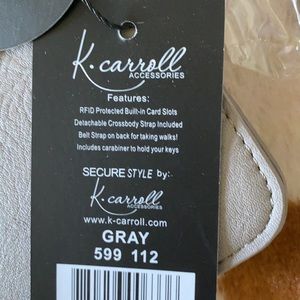 K•carroll
ACCESSORIES
Features:
RFID Protected Built-in Card Slots
Detachable Crossbody Strap Included
Belt Strap on back for taking walks!
Includes carabiner to hold your keys
SECURE STYLE by:
K•carroll
ACCESSORIES
www.k-carroll.com
GRAY
599 112